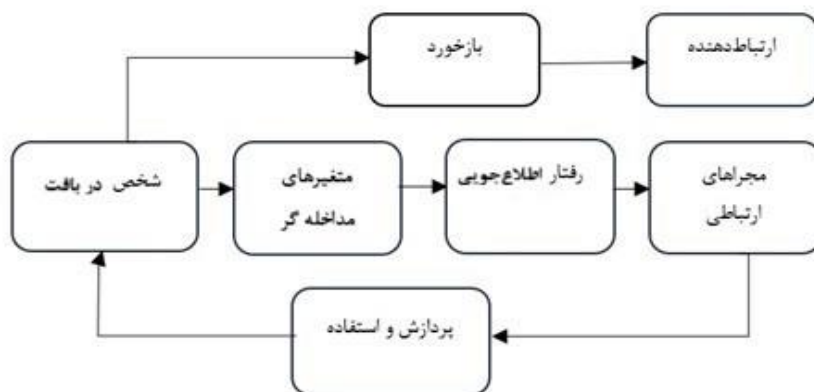 بازخورد
ارتباط‌دهنده
شخص در بافت
متغیرهای
مداخله گر
رفتار اطلاع‌جویی
مجراهای
ارتباطی
پردازش و استفاده